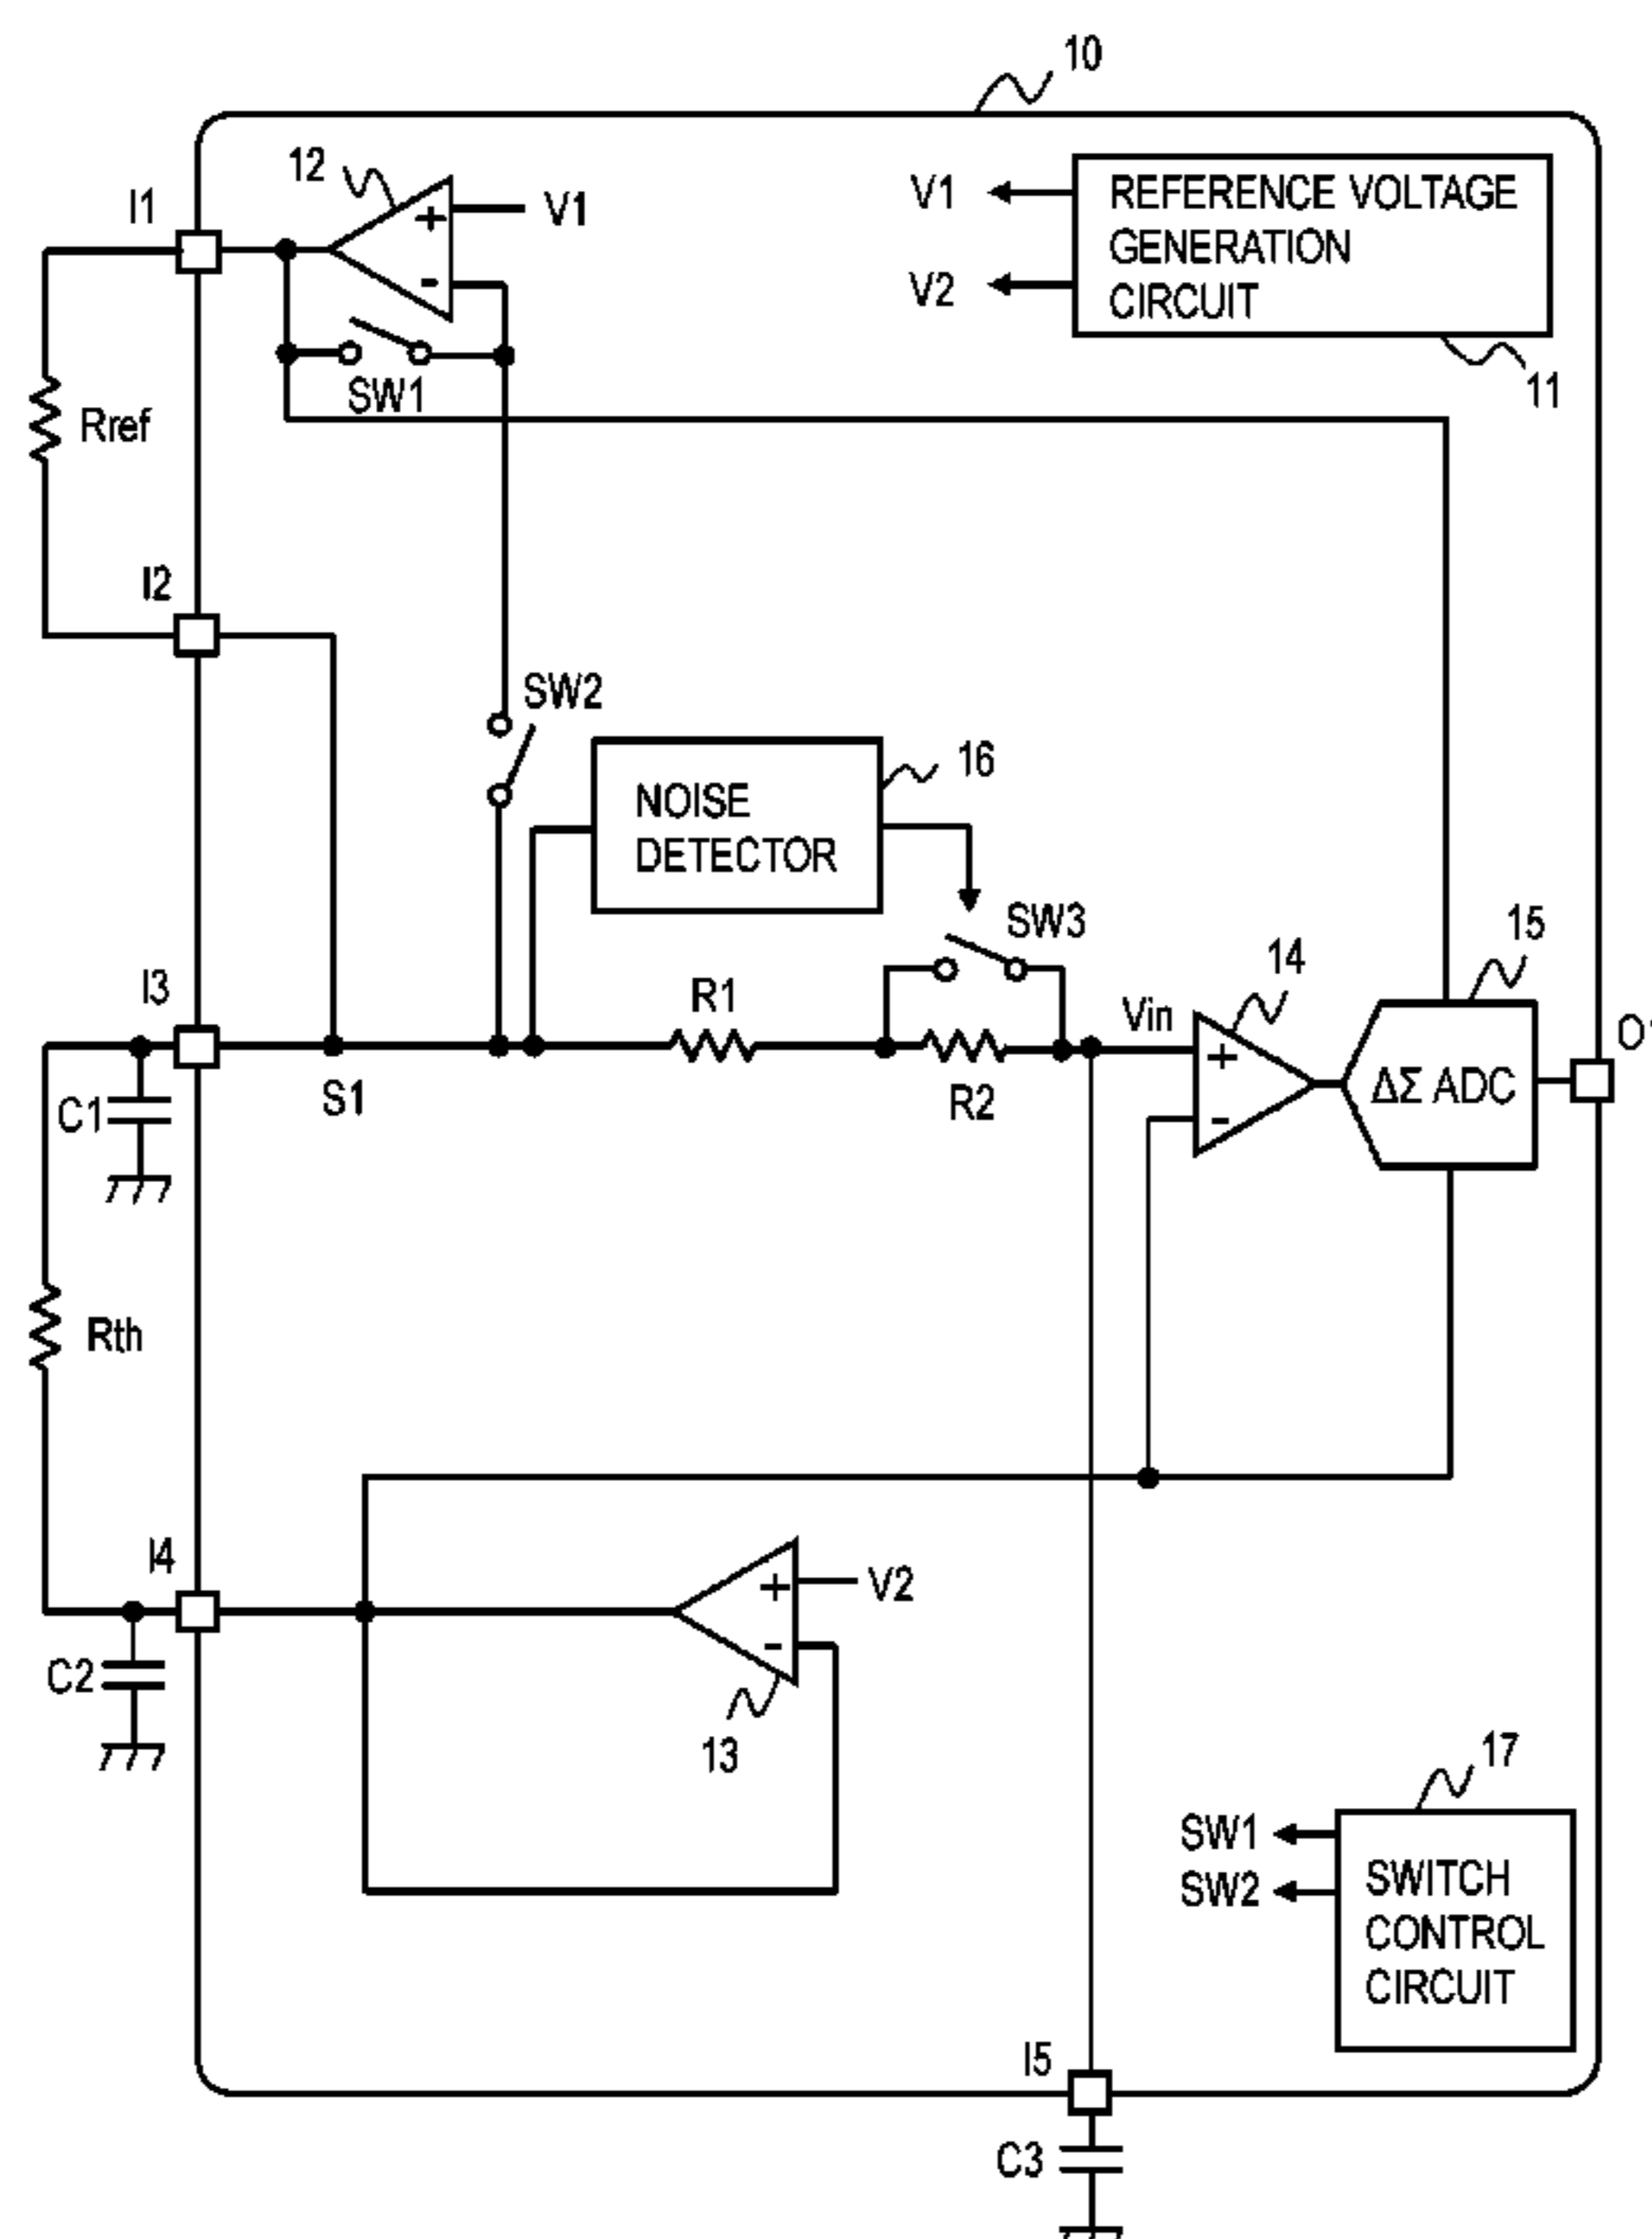 10
12
I1
V1
+
-
V1
REFERENCE VOLTAGE
GENERATION
CIRCUIT
V2
11
SW1
Rref
I2
SW2
NOISE
DETECTOR
16
SW3
15
14
I3
R1
Vin
O1
+
-
ΔΣ ADC
R2
S1
C1
Rth
I4
+
-
V2
C2
13
17
SW1
SW2
SWITCH
CONTROL
CIRCUIT
I5
C3